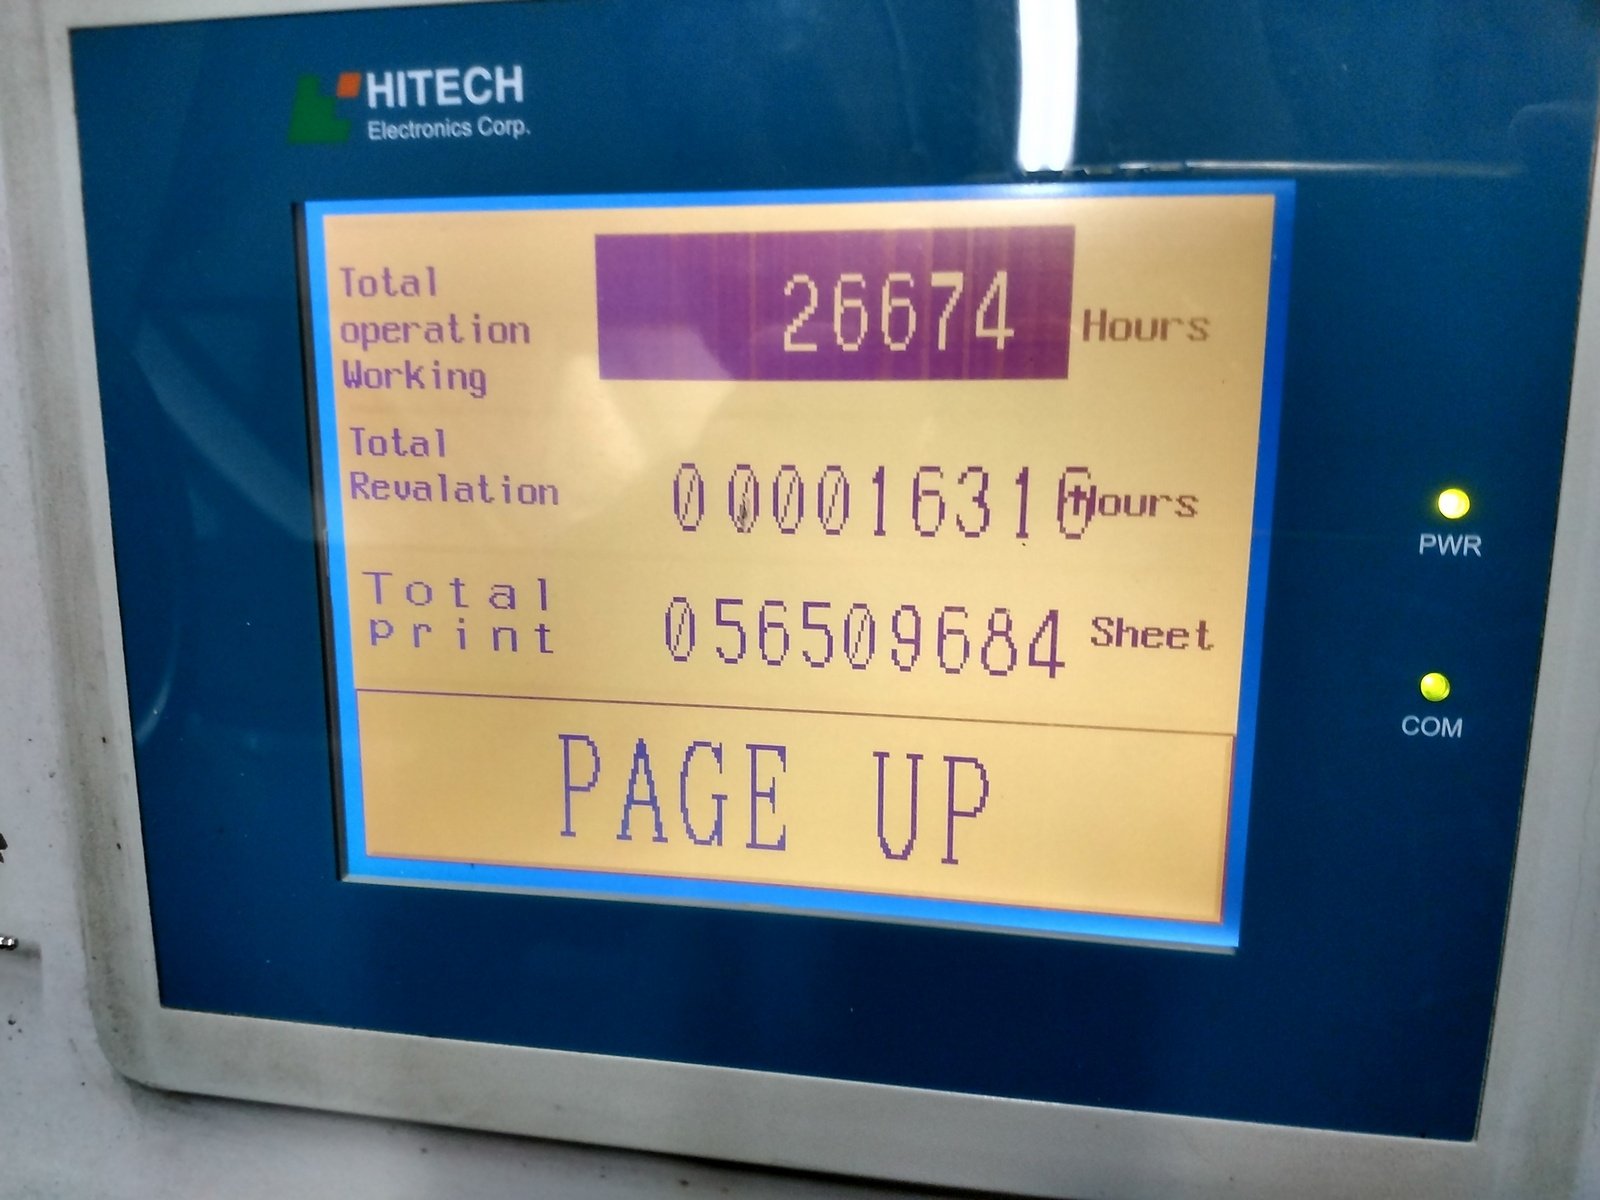 HITECH
Electronics Corp.
Total
operation
Working
26674 Hours
Total
Revalation
000016316 Hours
Total
print
056509684 Sheet
PAGE UP
PWR
COM